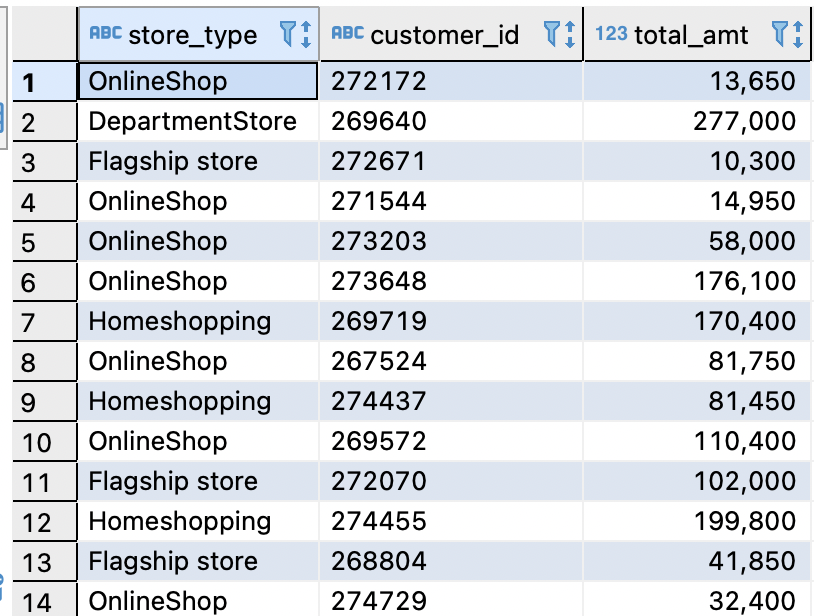 ABC store_type ABC customer_id 123 total_amt
1 OnlineShop 272172 13,650
2 DepartmentStore 269640 277,000
3 Flagship store 272671 10,300
4 OnlineShop 271544 14,950
5 OnlineShop 273203 58,000
6 OnlineShop 273648 176,100
7 Homeshopping 269719 170,400
8 OnlineShop 267524 81,750
9 Homeshopping 274437 81,450
10 OnlineShop 269572 110,400
11 Flagship store 272070 102,000
12 Homeshopping 274455 199,800
13 Flagship store 268804 41,850
14 OnlineShop 274729 32,400